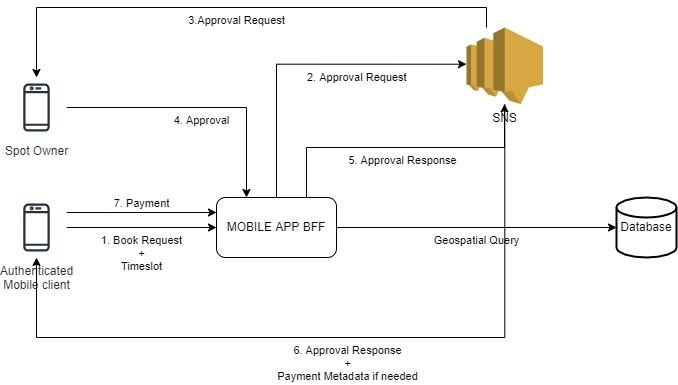 3.Approval Request
2. Approval Request
SNS
4. Approval
Spot Owner
5. Approval Response
7. Payment
MOBILE APP BFF
Database
1. Book Request
+
Timeslot
Geospatial Query
Authenticated
Mobile client
6. Approval Response
+
Payment Metadata if needed